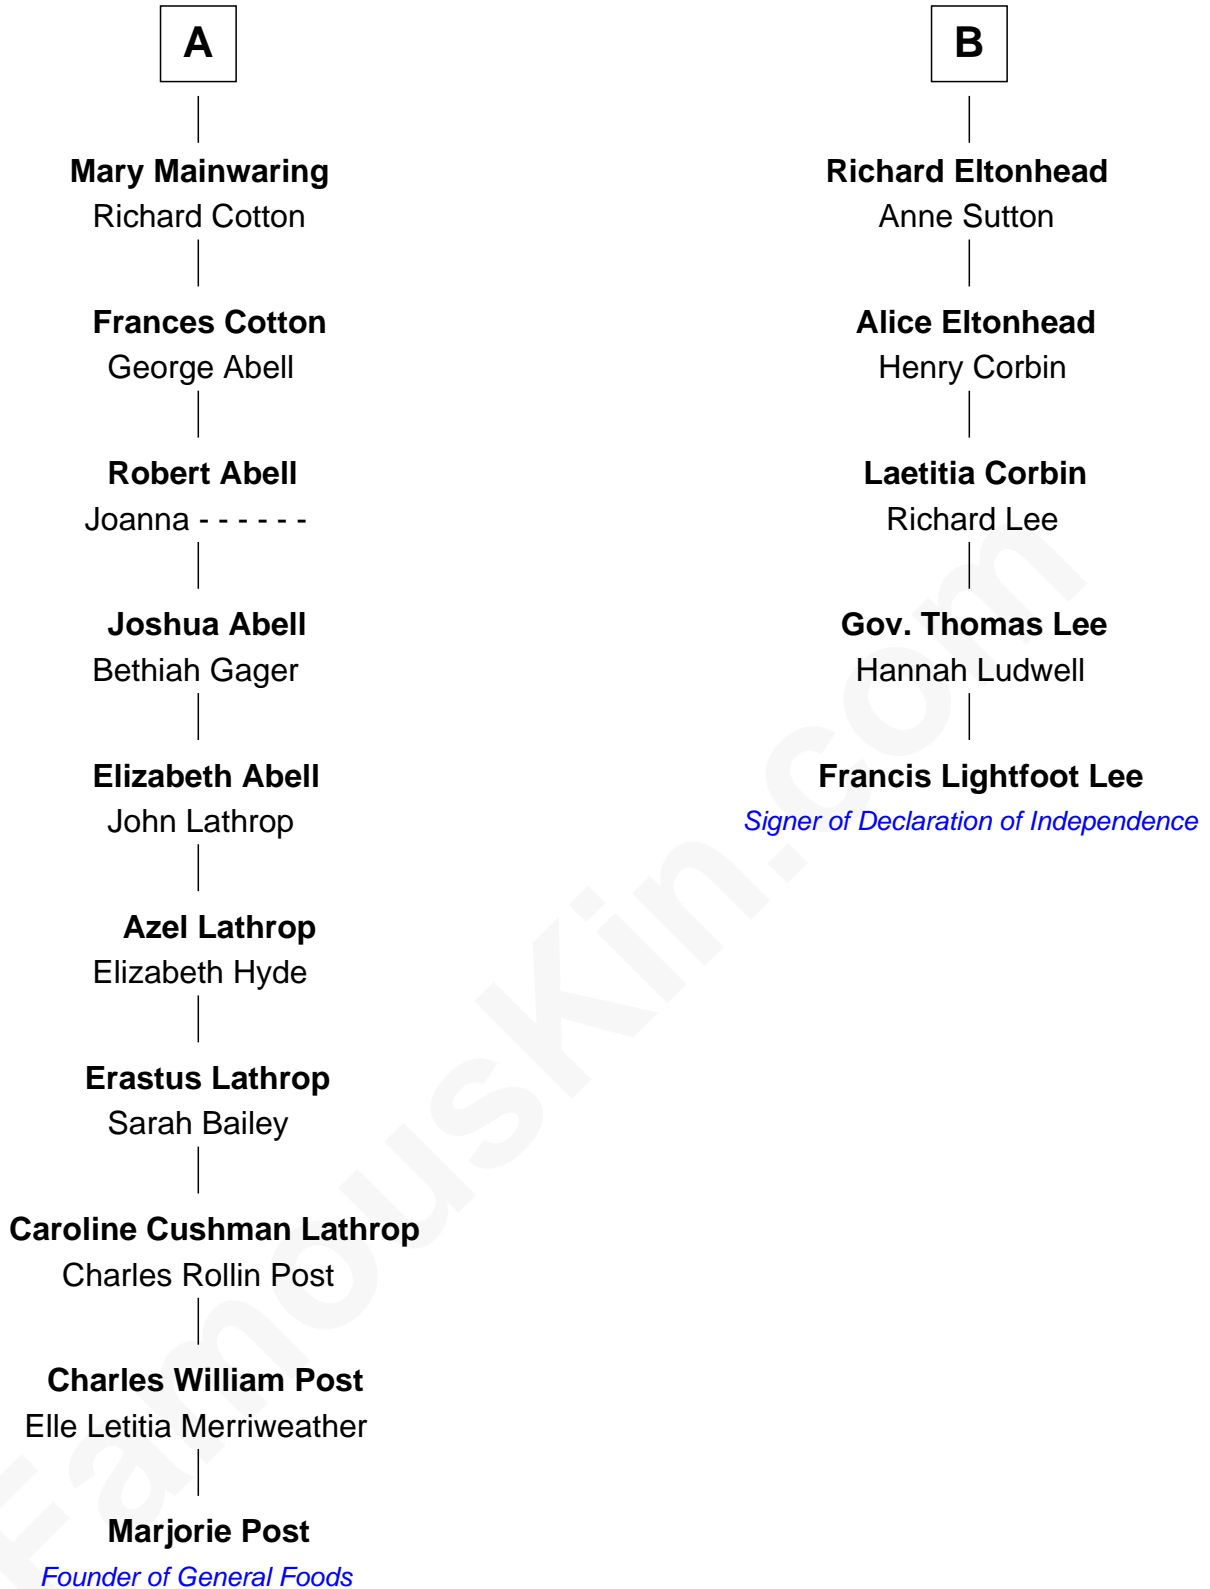 A
Mary Mainwaring
Richard Cotton
Frances Cotton
George Abell
Robert Abell
Joanna - - - - - -
Joshua Abell
Bethiah Gager
Elizabeth Abell
John Lathrop
Azel Lathrop
Elizabeth Hyde
Erastus Lathrop
Sarah Bailey
Caroline Cushman Lathrop
Charles Rollin Post
Charles William Post
Elle Letitia Merriweather
Marjorie Post
Founder of General Foods
B
Richard Eltonhead
Anne Sutton
Alice Eltonhead
Henry Corbin
Laetitia Corbin
Richard Lee
Gov. Thomas Lee
Hannah Ludwell
Francis Lightfoot Lee
Signer of Declaration of Independence
FamousKin.com